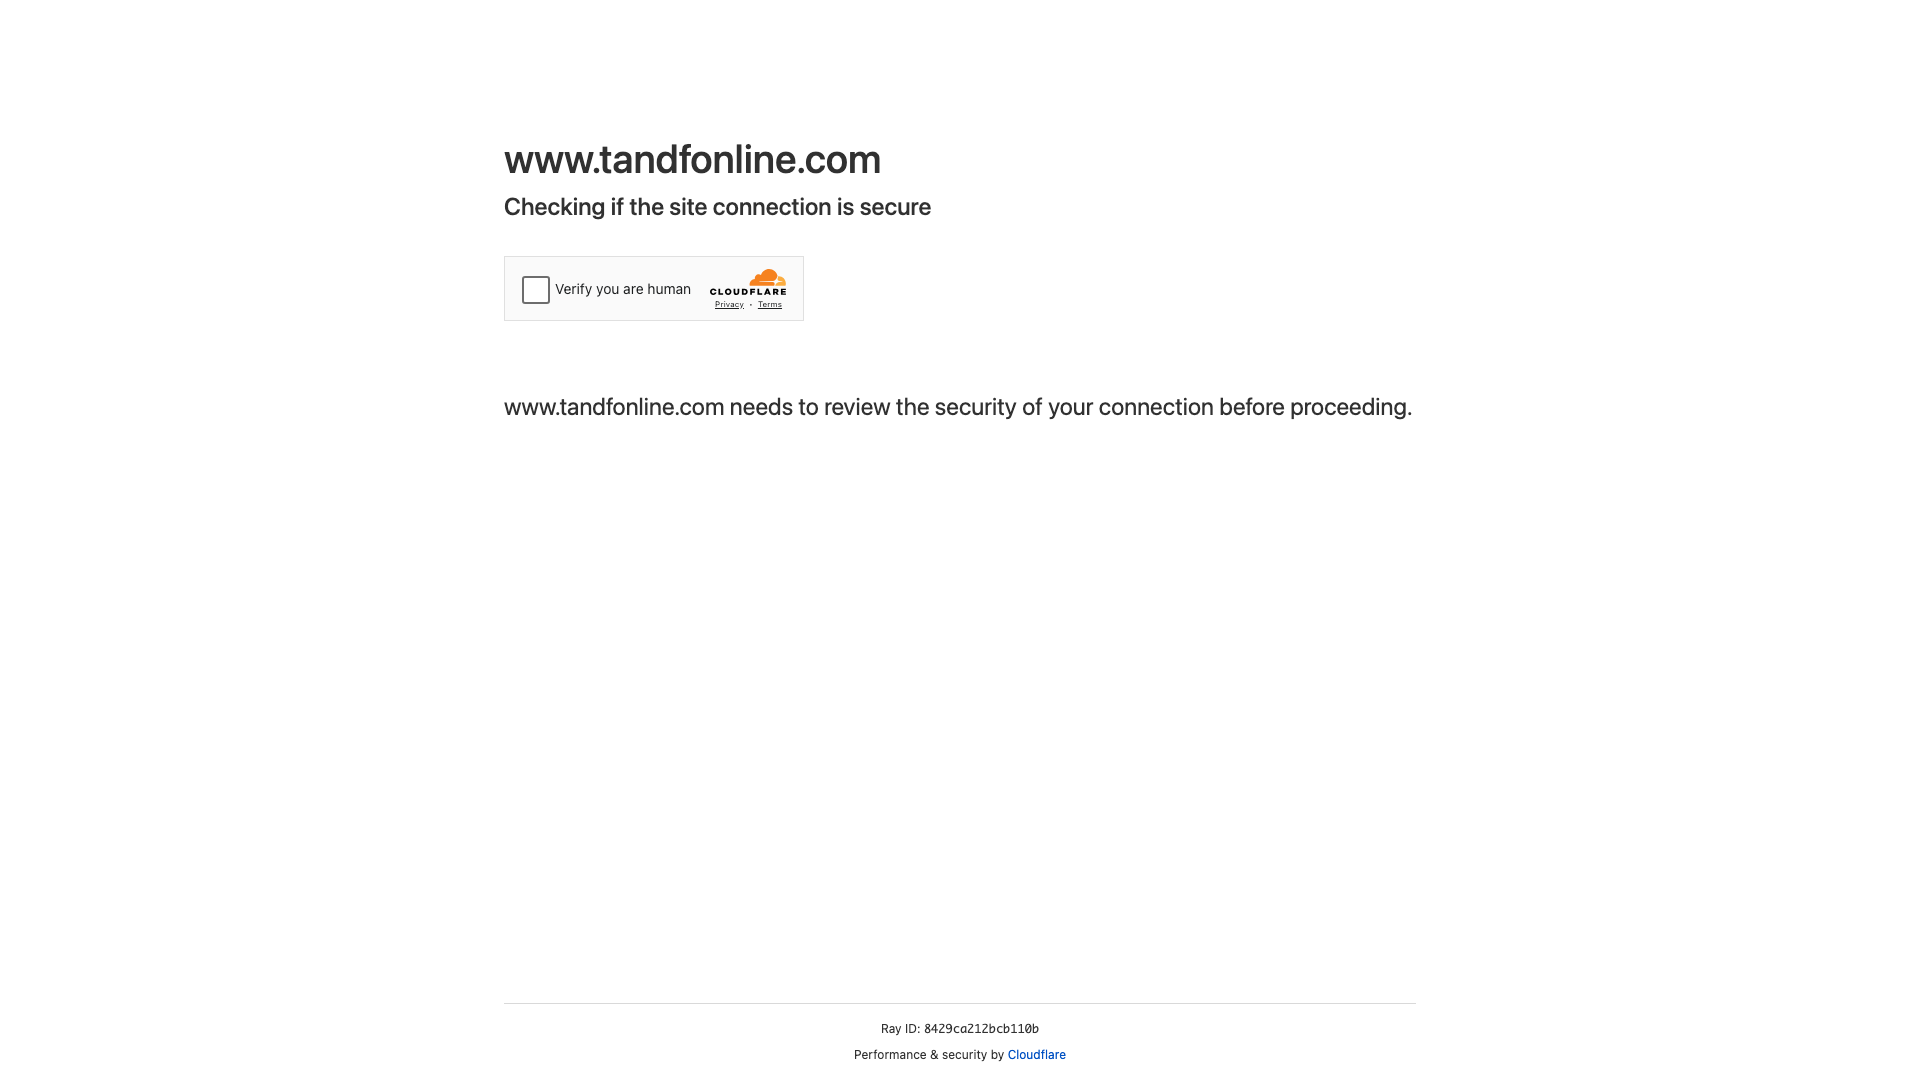 www.tandfonline.com
Checking if the site connection is secure
Verify you are human
CLOUDFLARE
Privacy • Terms
www.tandfonline.com needs to review the security of your connection before proceeding.
Ray ID: 8429ca212bcb110b
Performance & security by Cloudflare